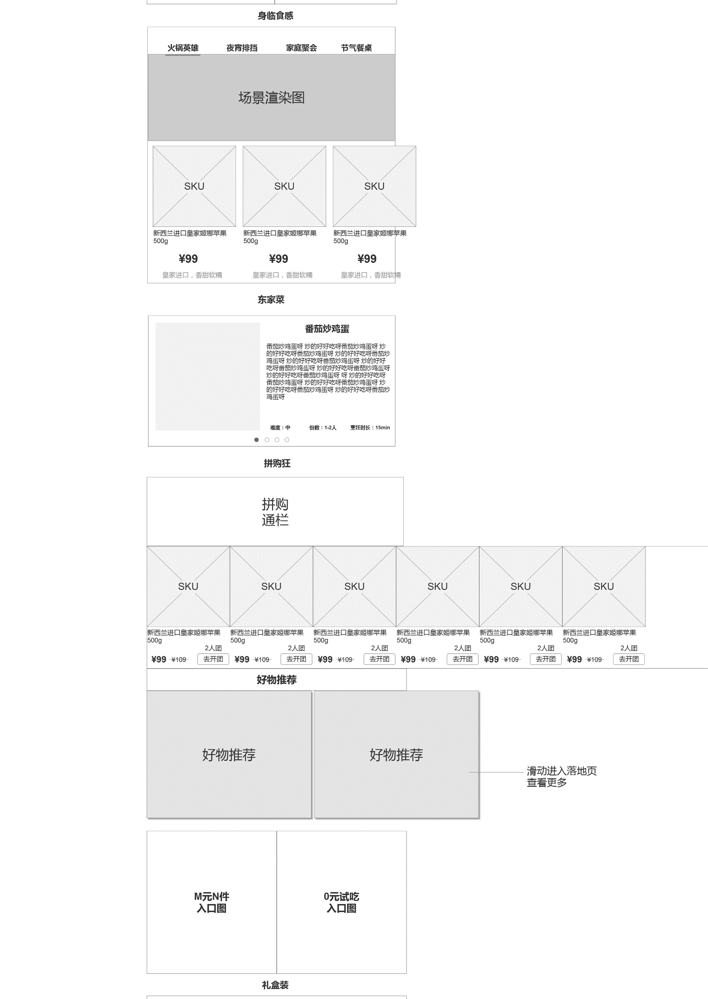 身临食感
火锅英雄 夜宵排挡 家庭聚会 节气餐桌
场景渲染图
SKU SKU SKU
新西兰进口皇家姬娜苹果 新西兰进口皇家姬娜苹果 新西兰进口皇家姬娜苹果
500g 500g 500g
¥99 ¥99 ¥99
皇家进口，香甜软糯 皇家进口，香甜软糯 皇家进口，香甜软糯
东家菜
番茄炒鸡蛋
番茄炒鸡蛋呀 炒的好好吃呀番茄炒鸡蛋呀 炒
的好好吃呀番茄炒鸡蛋呀 炒的好好吃呀番茄炒
鸡蛋呀 炒的好好吃呀番茄炒鸡蛋呀 炒的好好
吃呀番茄炒鸡蛋呀 炒的好好吃呀番茄炒鸡蛋呀
炒的好好吃呀番茄炒鸡蛋呀 呀 炒的好好吃呀
番茄炒鸡蛋呀 炒的好好吃呀番茄炒鸡蛋呀 炒
的好好吃呀番茄炒鸡蛋呀 炒的好好吃呀番茄炒
鸡蛋呀
难度：中 份数：1-2人 烹饪时长：15min
拼购狂
拼购
通栏
SKU SKU SKU SKU SKU SKU
新西兰进口皇家姬娜苹果 新西兰进口皇家姬娜苹果 新西兰进口皇家姬娜苹果 新西兰进口皇家姬娜苹果 新西兰进口皇家姬娜苹果 新西兰进口皇家姬娜苹果
500g 500g 500g 500g 500g 500g
2人团 2人团 2人团 2人团 2人团 2人团
¥99 ¥109 去开团 ¥99 ¥109 去开团 ¥99 ¥109 去开团 ¥99 ¥109 去开团 ¥99 ¥109 去开团 ¥99 ¥109 去开团
好物推荐
好物推荐 好物推荐
滑动进入落地页
查看更多
M元N件 0元试吃
入口图 入口图
礼盒装